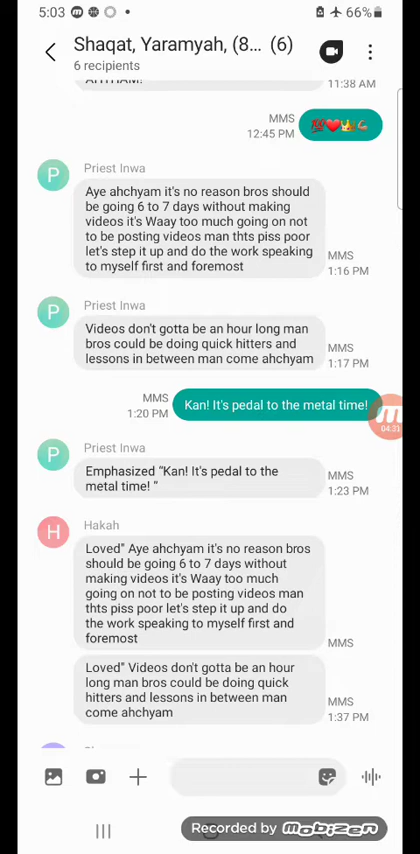 5:03
66%
Shaqat, Yaramyah, (8... (6)
6 recipients
11:38 AM
MMS
12:45 PM
💯❤️👑💪🏽
P
Priest Inwa
Aye ahchyam it's no reason bros should
be going 6 to 7 days without making
videos it's Waay too much going on not
to be posting videos man thts piss poor
let's step it up and do the work speaking
to myself first and foremost
MMS
1:16 PM
P
Priest Inwa
Videos don't gotta be an hour long man
bros could be doing quick hitters and
lessons in between man come ahchyam
MMS
1:17 PM
MMS
1:20 PM
Kan! It's pedal to the metal time!
04:31
P
Priest Inwa
Emphasized “Kan! It's pedal to the
metal time! “
MMS
1:23 PM
H
Hakah
Loved" Aye ahchyam it's no reason bros
should be going 6 to 7 days without
making videos it's Waay too much
going on not to be posting videos man
thts piss poor let's step it up and do
the work speaking to myself first and
foremost
MMS
Loved" Videos don't gotta be an hour
long man bros could be doing quick
hitters and lessons in between man
come ahchyam
MMS
1:37 PM
Recorded by mobizen